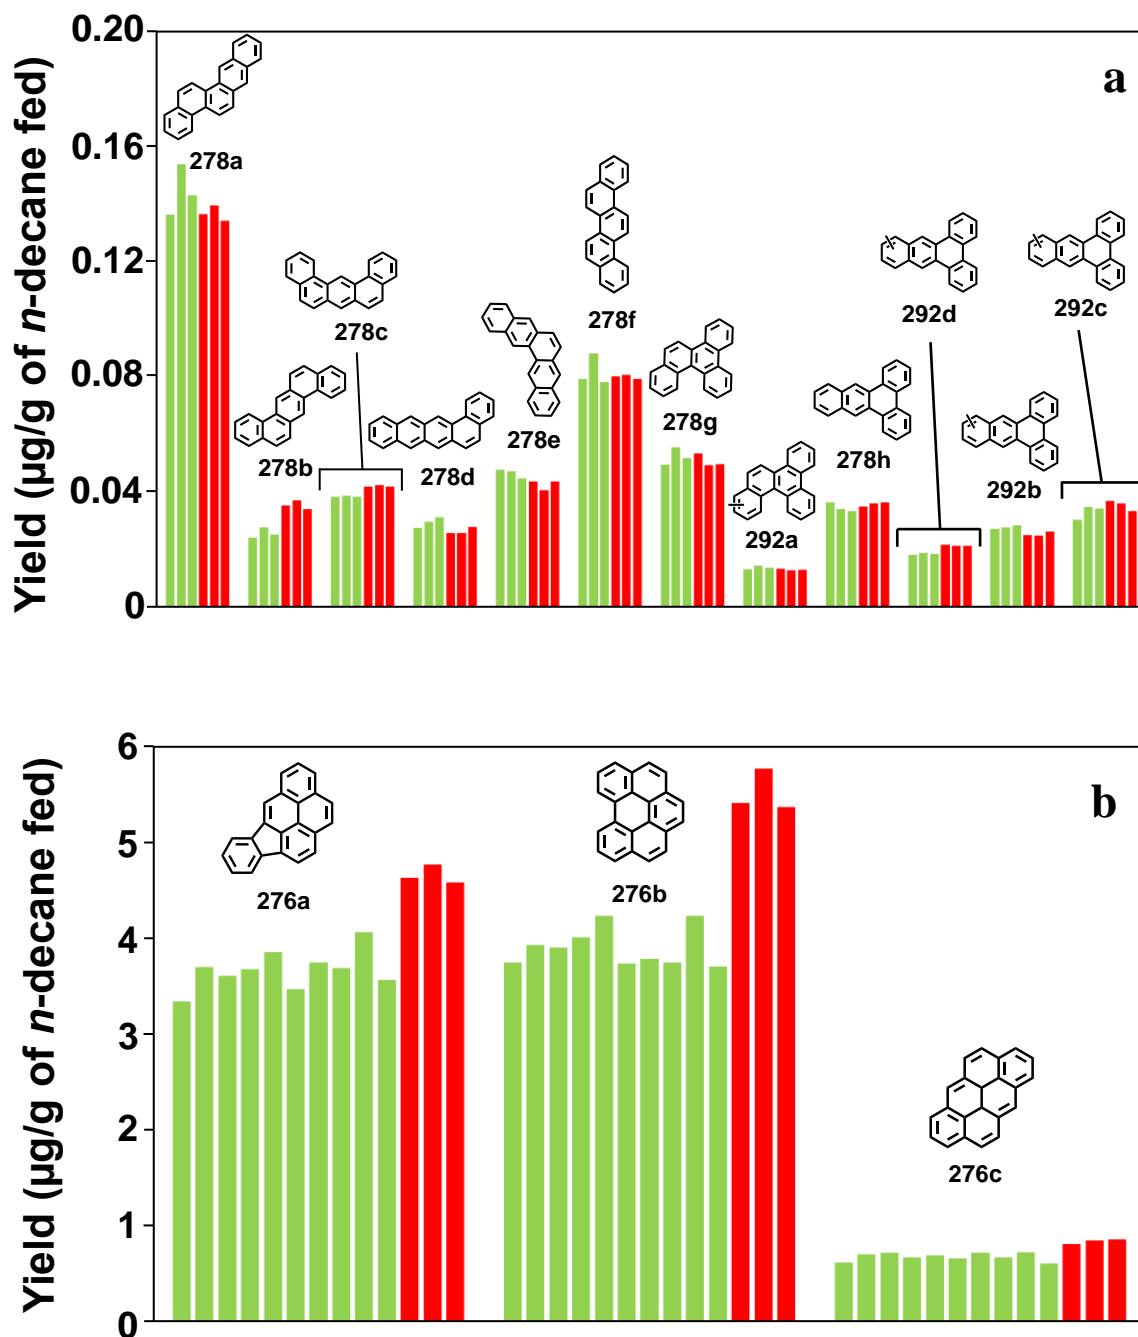 Yield (µg/g of n-decane fed)
0.20
0.16
0.12
0.08
0.04
0
a
278a
278b
278c
278d
278e
278f
278g
292a
278h
292d
292b
292c
Yield (µg/g of n-decane fed)
6
5
4
3
2
1
0
b
276a
276b
276c